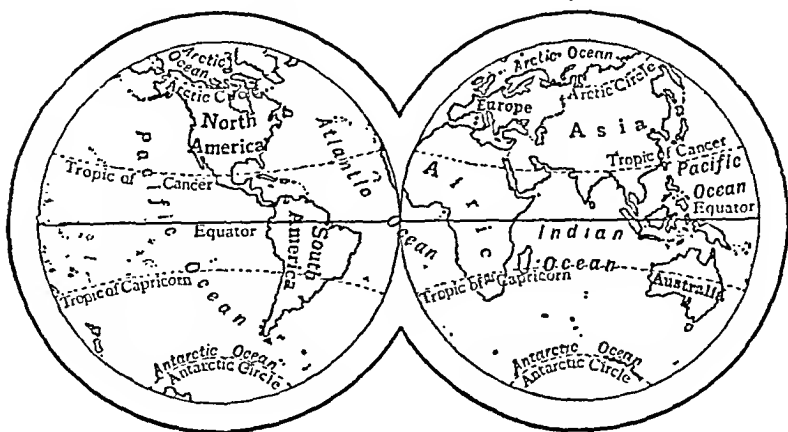 Arctic
Ocean
Arctic Circle
North
America
Atlantic
Pacific
Tropic of Cancer
Equator
South
America
Tropic of Capricorn
Ocean
Antarctic Ocean
Antarctic Circle
Arctic Ocean
Arctic Circle
Europe
Asia
Tropic of Cancer
Pacific
Ocean
Africa
Equator
Ocean
Indian
Ocean
Tropic of Capricorn
Australia
Antarctic Ocean
Antarctic Circle